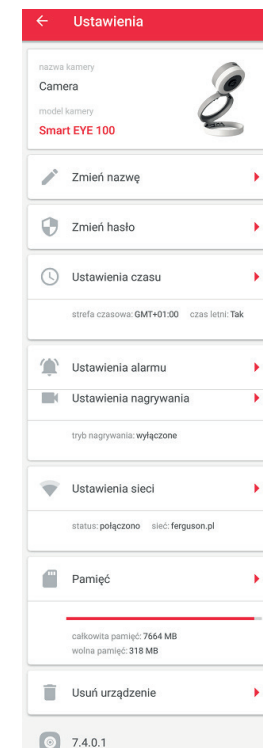 Ustawienia
nazwa kamery
Camera
model kamery
Smart EYE 100
Zmień nazwę
Zmień hasło
Ustawienia czasu
strefa czasowa: GMT+01:00 czas letni: Tak
Ustawienia alarmu
Ustawienia nagrywania
tryb nagrywania: wyłączone
Ustawienia sieci
status: połączono sieć: ferguson.pl
Pamięć
całkowita pamięć: 7664 MB
wolna pamięć: 318 MB
Usuń urządzenie
7.4.0.1